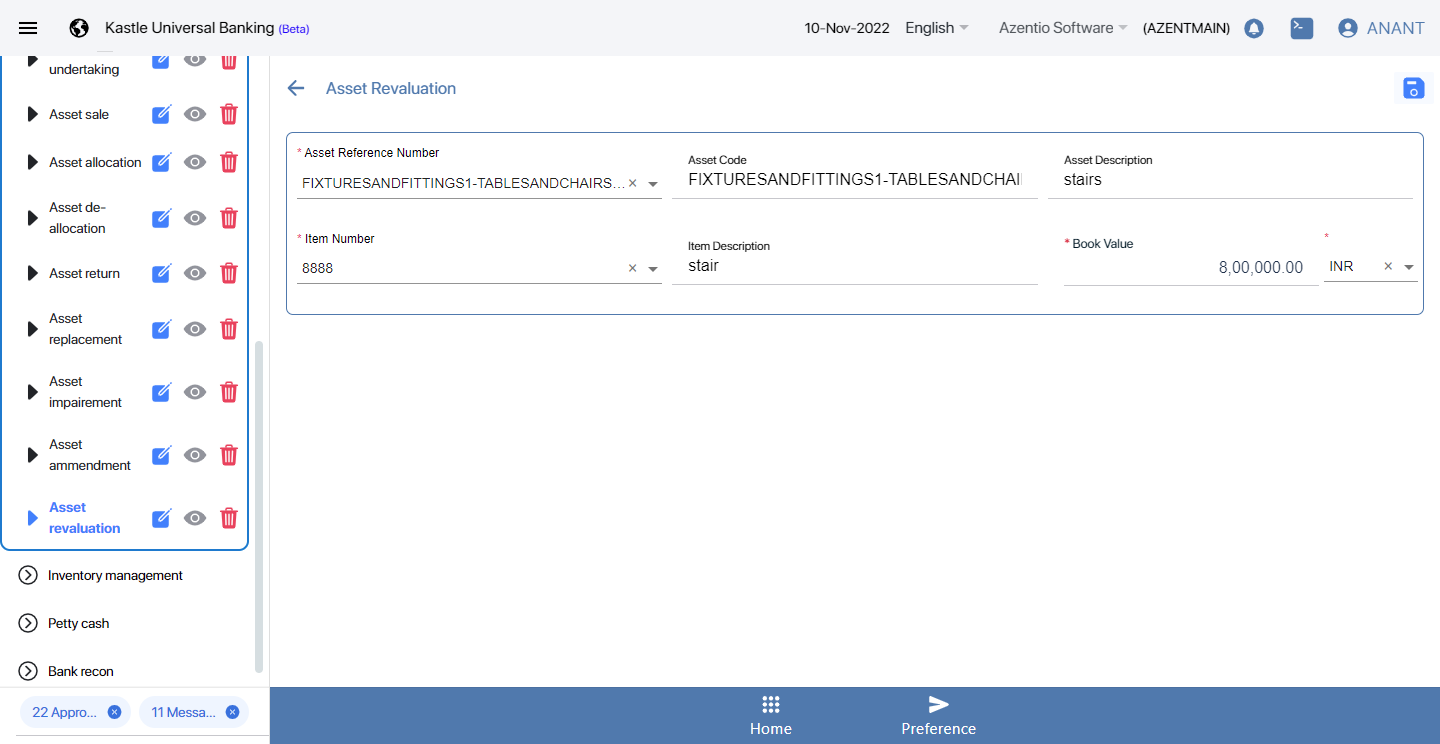 Kastle Universal Banking (Beta)
10-Nov-2022 English Azentio Software (AZENTMAIN) ANANT
undertaking
Asset sale
Asset allocation
Asset de-
allocation
Asset return
Asset
replacement
Asset
impairement
Asset
ammendment
Asset
revaluation
Inventory management
Petty cash
Bank recon
22 Appro...
11 Messa...
Asset Revaluation
* Asset Reference Number
FIXTURESANDFITTINGS1-TABLESANDCHAIRS...
Asset Code
FIXTURESANDFITTINGS1-TABLESANDCHAI
Asset Description
stairs
* Item Number
8888
Item Description
stair
* Book Value
8,00,000.00
*
INR
Home
Preference